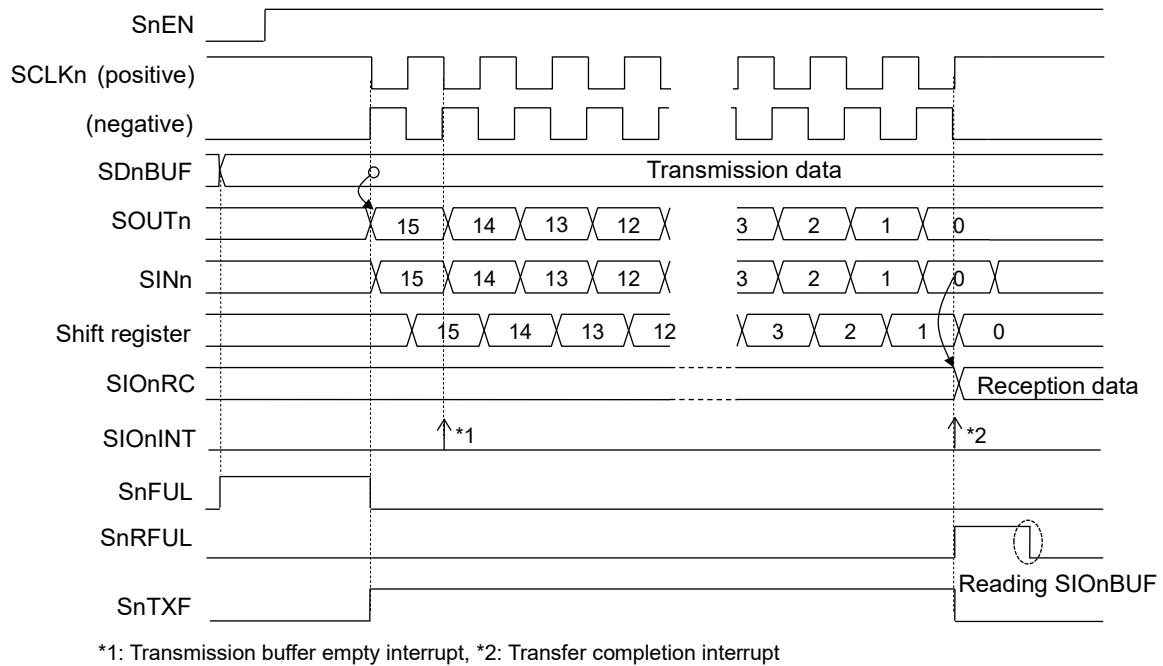 SnEN
SCLKn (positive)
(negative)
SDnBUF Transmission data
SOUTn 15 14 13 12 3 2 1 0
SINn 15 14 13 12 3 2 1 0
Shift register 15 14 13 12 3 2 1 0
SIOnRC Reception data
SIOnINT *1 *2
SnFUL
SnRFUL
Reading SIOnBUF
SnTXF
*1: Transmission buffer empty interrupt, *2: Transfer completion interrupt